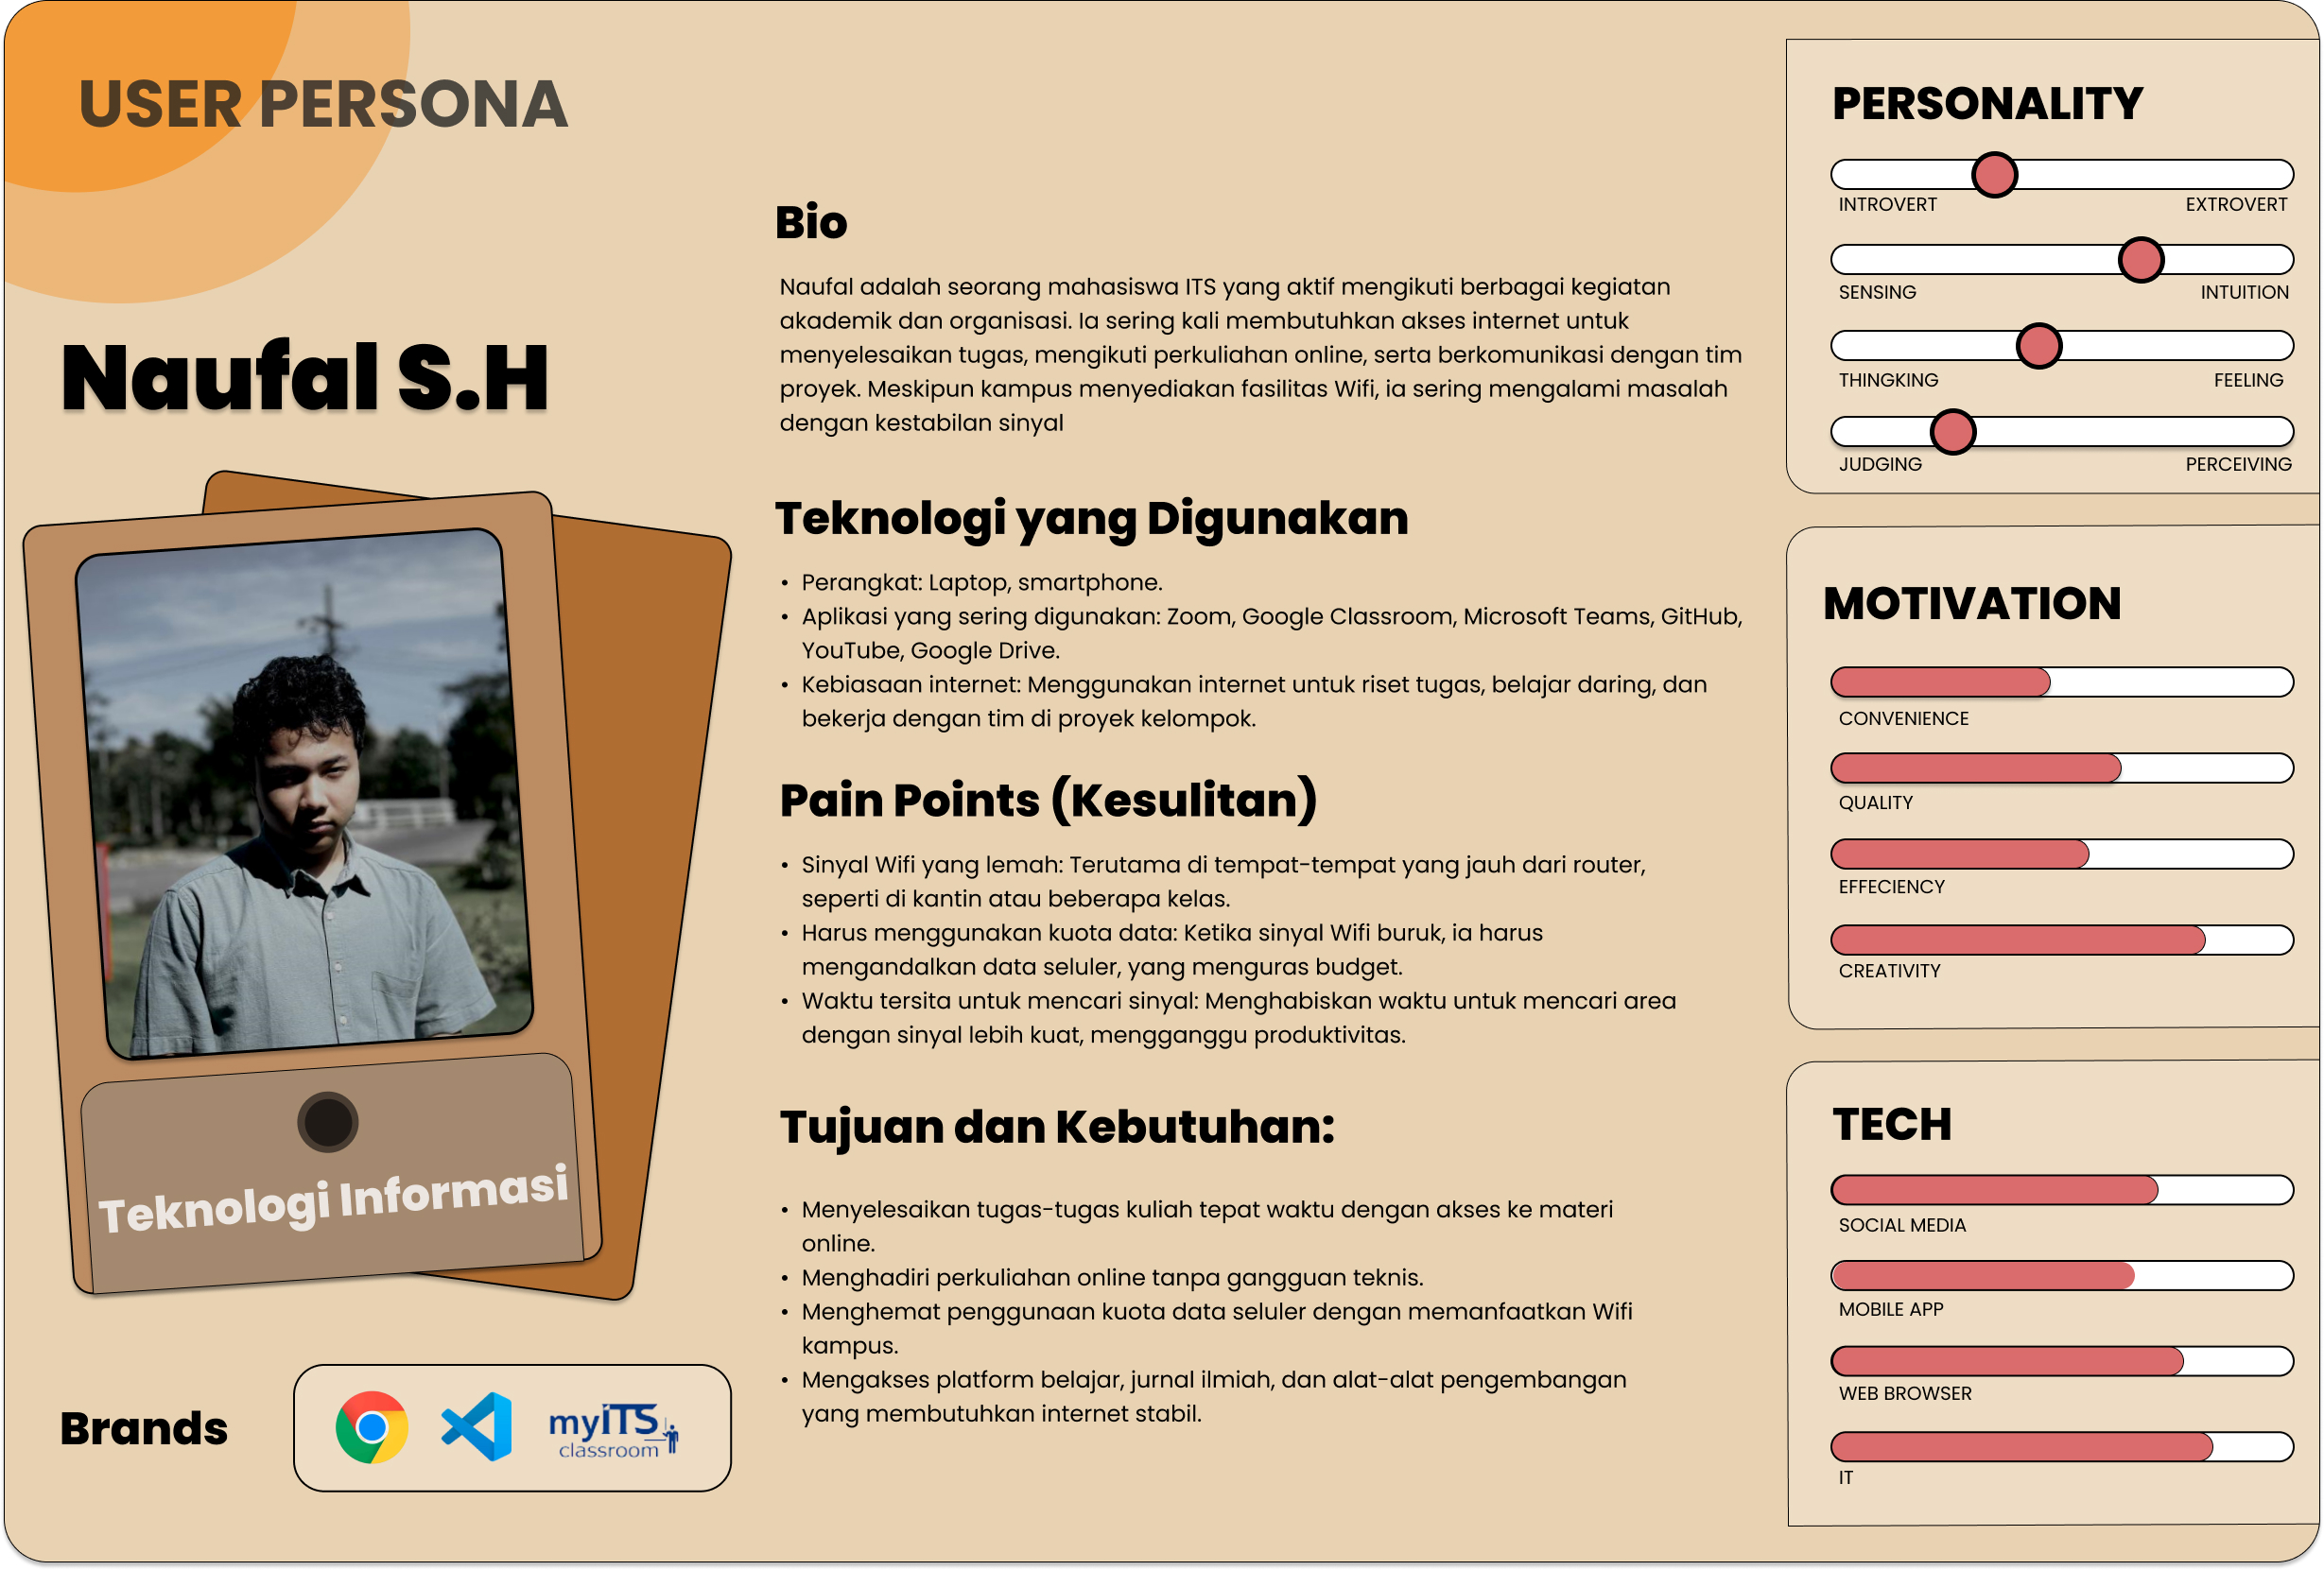 USER PERSONA
Naufal S.H
Teknologi Informasi
Brands
myITS
classroom
Bio
Naufal adalah seorang mahasiswa ITS yang aktif mengikuti berbagai kegiatan
akademik dan organisasi. Ia sering kali membutuhkan akses internet untuk
menyelesaikan tugas, mengikuti perkuliahan online, serta berkomunikasi dengan tim
proyek. Meskipun kampus menyediakan fasilitas Wifi, ia sering mengalami masalah
dengan kestabilan sinyal
Teknologi yang Digunakan
• Perangkat: Laptop, smartphone.
• Aplikasi yang sering digunakan: Zoom, Google Classroom, Microsoft Teams, GitHub,
YouTube, Google Drive.
• Kebiasaan internet: Menggunakan internet untuk riset tugas, belajar daring, dan
bekerja dengan tim di proyek kelompok.
Pain Points (Kesulitan)
• Sinyal Wifi yang lemah: Terutama di tempat-tempat yang jauh dari router,
seperti di kantin atau beberapa kelas.
• Harus menggunakan kuota data: Ketika sinyal Wifi buruk, ia harus
mengandalkan data seluler, yang menguras budget.
• Waktu tersita untuk mencari sinyal: Menghabiskan waktu untuk mencari area
dengan sinyal lebih kuat, mengganggu produktivitas.
Tujuan dan Kebutuhan:
• Menyelesaikan tugas-tugas kuliah tepat waktu dengan akses ke materi
online.
• Menghadiri perkuliahan online tanpa gangguan teknis.
• Menghemat penggunaan kuota data seluler dengan memanfaatkan Wifi
kampus.
• Mengakses platform belajar, jurnal ilmiah, dan alat-alat pengembangan
yang membutuhkan internet stabil.
PERSONALITY
INTROVERT EXTROVERT
SENSING INTUITION
THINGKING FEELING
JUDGING PERCEIVING
MOTIVATION
CONVENIENCE
QUALITY
EFFECIENCY
CREATIVITY
TECH
SOCIAL MEDIA
MOBILE APP
WEB BROWSER
IT